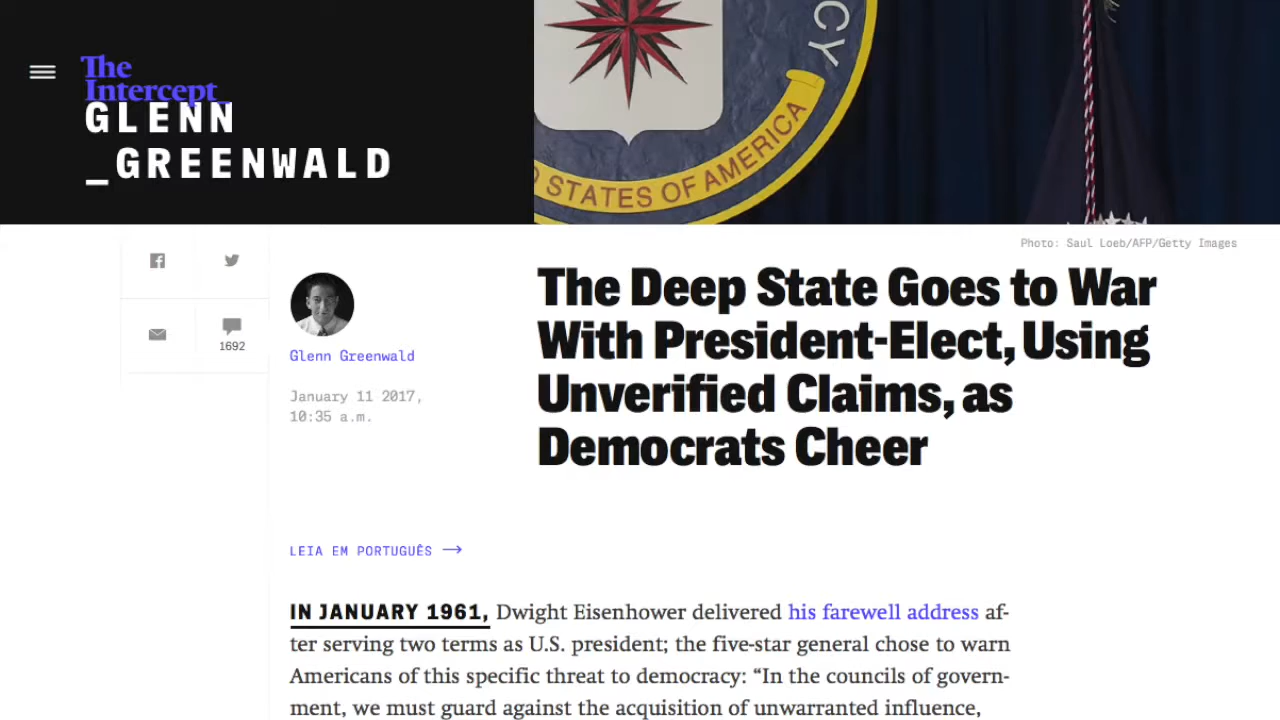 The
Intercept_
GLENN
_GREENWALD
CY
STATES OF AMERICA
Photo: Saul Loeb/AFP/Getty Images
The Deep State Goes to War
With President-Elect, Using
Unverified Claims, as
Democrats Cheer
1692
Glenn Greenwald
January 11 2017,
10:35 a.m.
LEIA EM PORTUGUÊS →
IN JANUARY 1961, Dwight Eisenhower delivered his farewell address af-
ter serving two terms as U.S. president; the five-star general chose to warn
Americans of this specific threat to democracy: “In the councils of govern-
ment, we must guard against the acquisition of unwarranted influence,